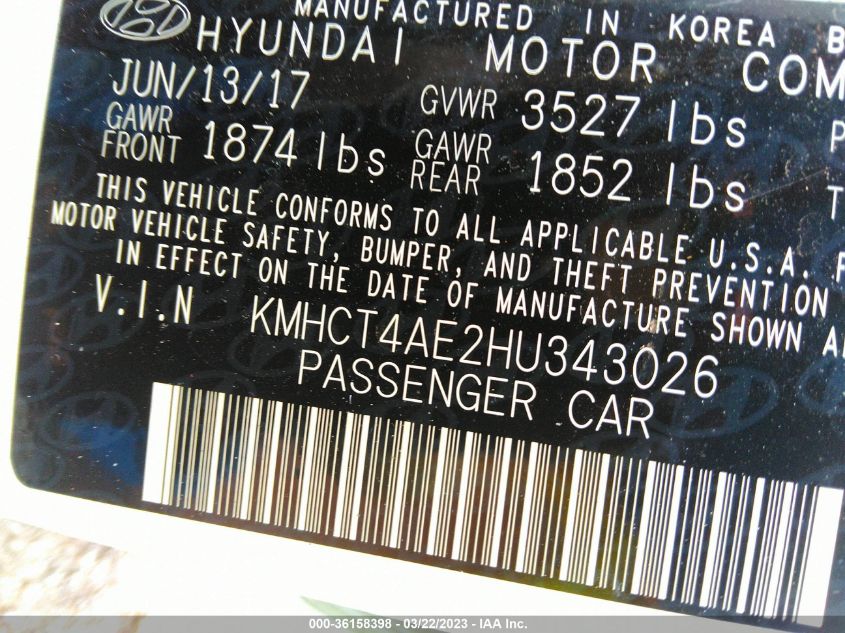 MANUFACTURED IN KOREA B
HYUNDAI MOTOR COM
JUN/13/17 GVWR 3527 lbs P
GAWR FRONT 1874 lbs GAWR REAR 1852 lbs T
THIS VEHICLE CONFORMS TO ALL APPLICABLE U.S.A. F
MOTOR VEHICLE SAFETY, BUMPER, AND THEFT PREVENTION
IN EFFECT ON THE DATE OF MANUFACTURE SHOWN A
V.I.N KMHCT4AE2HU343026
PASSENGER CAR
000-36158398 - 03/22/2023 - IAA Inc.